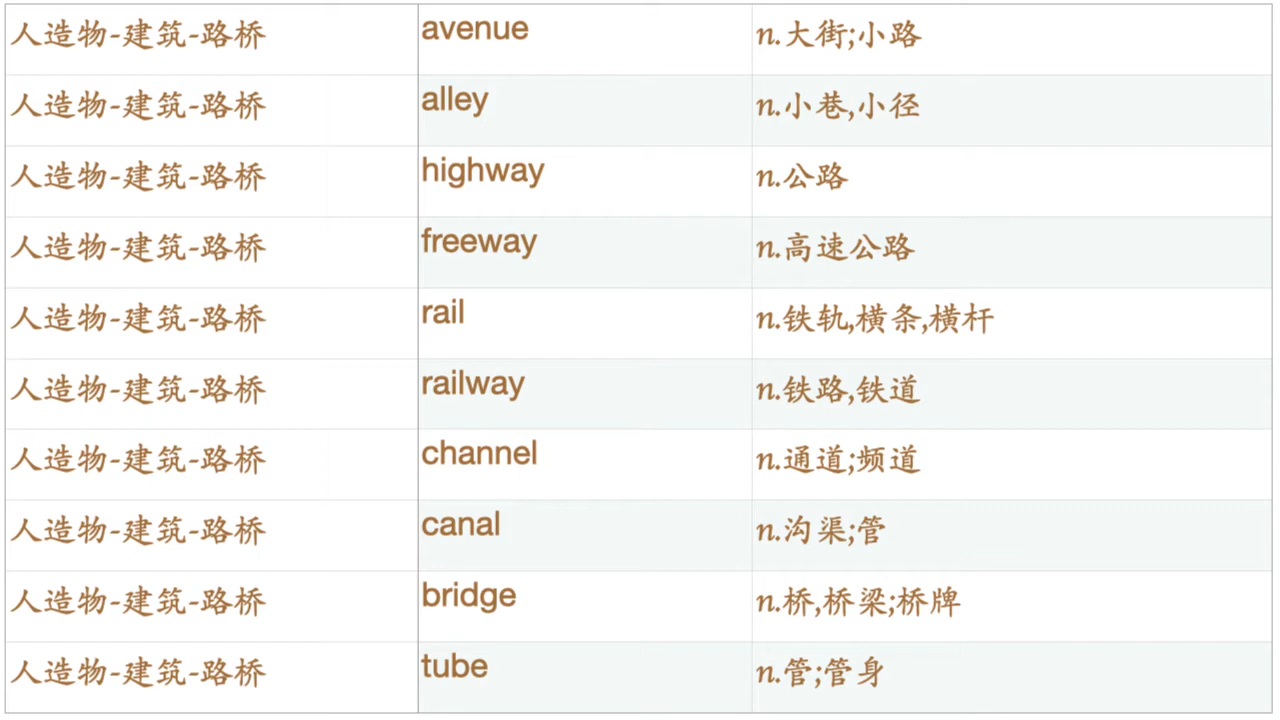 人造物-建筑-路桥 avenue n.大街;小路
人造物-建筑-路桥 alley n.小巷,小径
人造物-建筑-路桥 highway n.公路
人造物-建筑-路桥 freeway n.高速公路
人造物-建筑-路桥 rail n.铁轨,横条,横杆
人造物-建筑-路桥 railway n.铁路,铁道
人造物-建筑-路桥 channel n.通道;频道
人造物-建筑-路桥 canal n.沟渠;管
人造物-建筑-路桥 bridge n.桥,桥梁;桥牌
人造物-建筑-路桥 tube n.管;管身